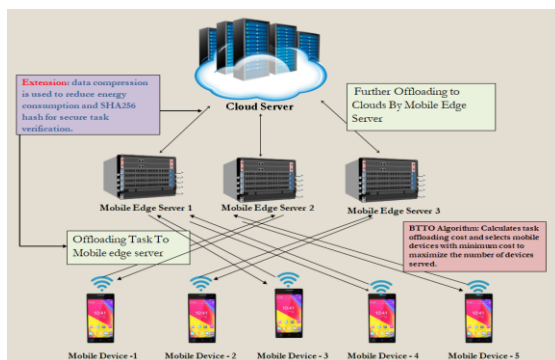 Extension: data compression
is used to reduce energy
consumption and SHA256
hash for secure task
verification.
Cloud Server
Further Offloading to
Clouds By Mobile Edge
Server
Mobile Edge Server 1
Mobile Edge Server 2
Mobile Edge Server 3
Offloading Task To
Mobile edge server
BTTO Algorithm: Calculates task
offloading cost and selects mobile
devices with minimum cost to
maximize the number of devices
served.
Mobile Device -1
Mobile Device - 2
Mobile Device - 3
Mobile Device - 4
Mobile Device - 5